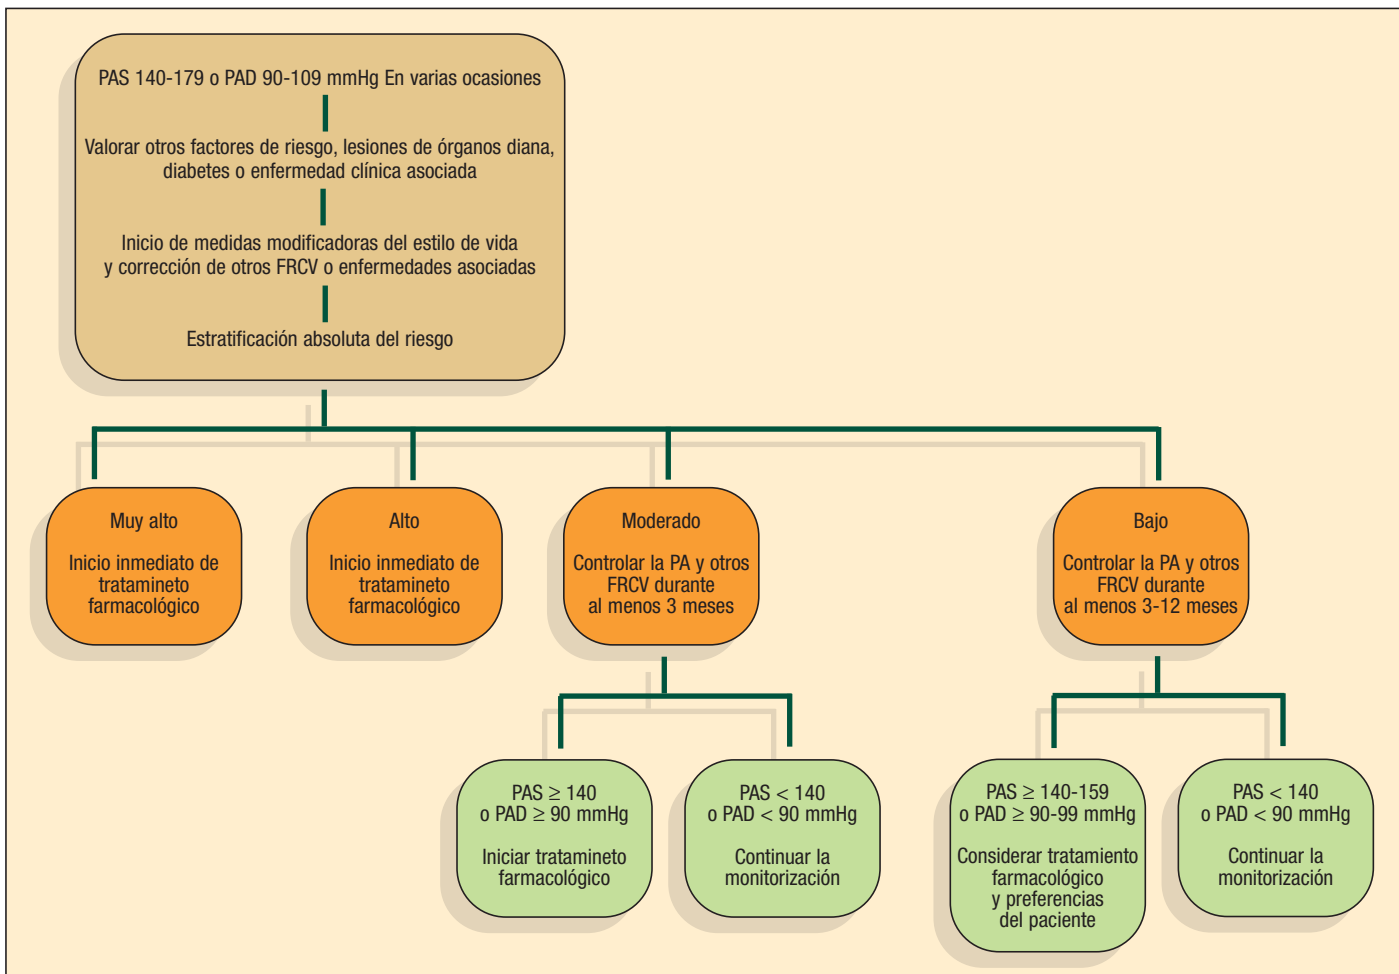 PAS 140-179 o PAD 90-109 mmHg En varias ocasiones
Valorar otros factores de riesgo, lesiones de órganos diana,
diabetes o enfermedad clínica asociada
Inicio de medidas modificadoras del estilo de vida
y corrección de otros FRCV o enfermedades asociadas
Estratificación absoluta del riesgo
Muy alto
Inicio inmediato de
tratamineto
farmacológico
Alto
Inicio inmediato de
tratamineto
farmacológico
Moderado
Controlar la PA y otros
FRCV durante
al menos 3 meses
Bajo
Controlar la PA y otros
FRCV durante
al menos 3-12 meses
PAS ≥ 140
o PAD ≥ 90 mmHg
Iniciar tratamineto
farmacológico
PAS < 140
o PAD < 90 mmHg
Continuar la
monitorización
PAS ≥ 140-159
o PAD ≥ 90-99 mmHg
Considerar tratamiento
farmacológico
y preferencias
del paciente
PAS < 140
o PAD < 90 mmHg
Continuar la
monitorización